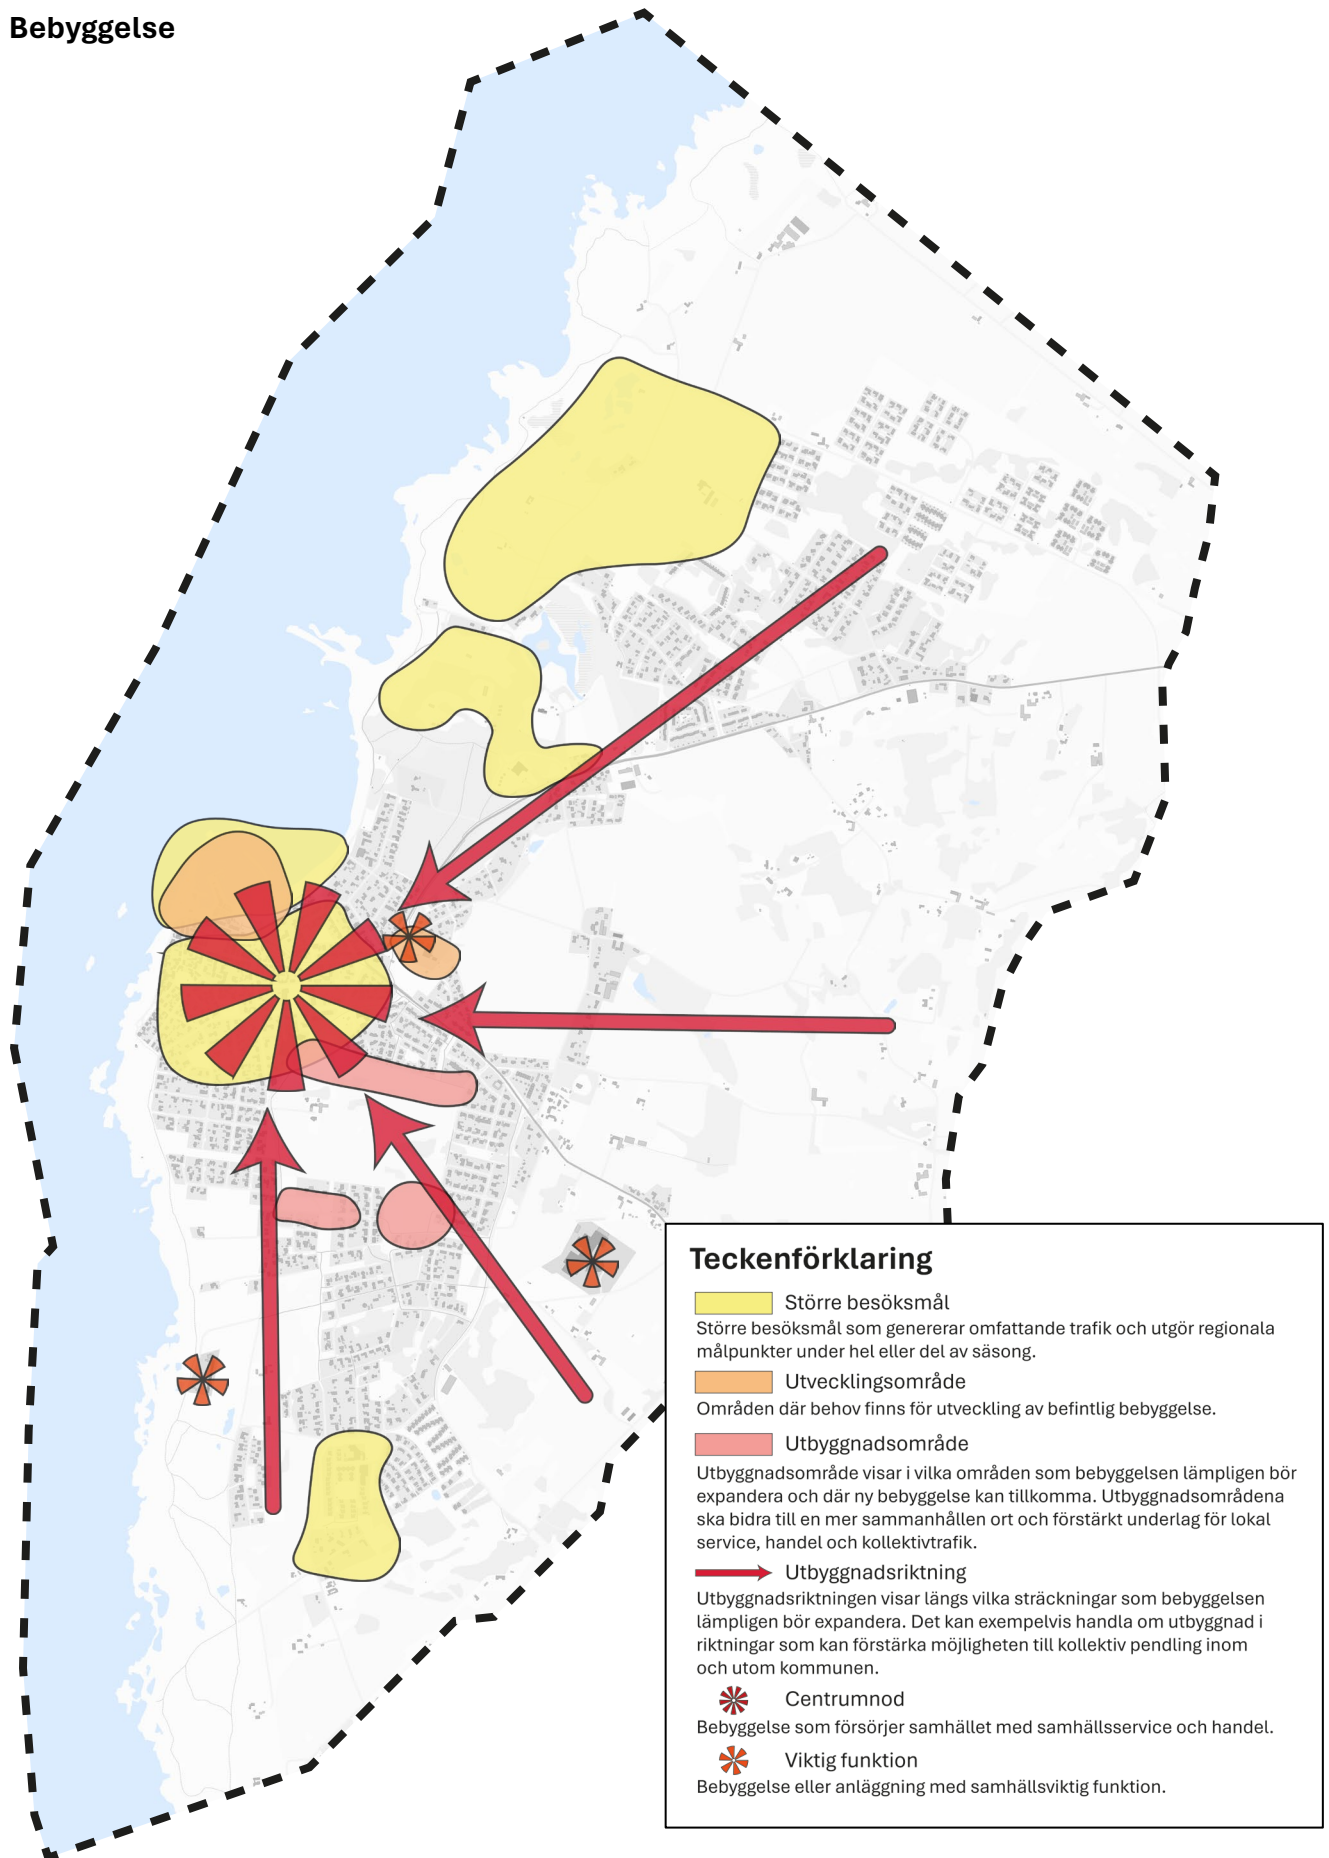 Bebyggelse
Teckenförklaring
Större besöksmål
Större besöksmål som genererar omfattande trafik och utgör regionala
målpunkter under hel eller del av säsong.
Utvecklingsområde
Områden där behov finns för utveckling av befintlig bebyggelse.
Utbyggnadsområde
Utbyggnadsområde visar i vilka områden som bebyggelsen lämpligen bör
expandera och där ny bebyggelse kan tillkomma. Utbyggnadsområdena
ska bidra till en mer sammanhållen ort och förstärkt underlag för lokal
service, handel och kollektivtrafik.
Utbyggnadsriktning
Utbyggnadsriktningen visar längs vilka sträckningar som bebyggelsen
lämpligen bör expandera. Det kan exempelvis handla om utbyggnad i
riktningar som kan förstärka möjligheten till kollektiv pendling inom
och utom kommunen.
Centrumnod
Bebyggelse som försörjer samhället med samhällsservice och handel.
Viktig funktion
Bebyggelse eller anläggning med samhällsviktig funktion.